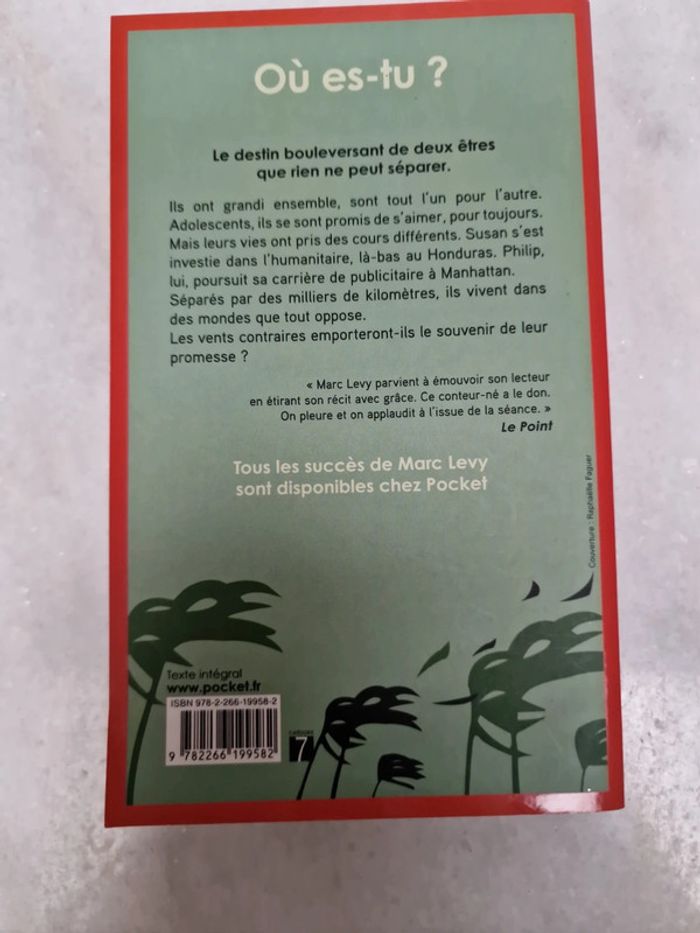 Où es-tu ?
Le destin bouleversant de deux êtres
que rien ne peut séparer.
Ils ont grandi ensemble, sont tout l'un pour l'autre.
Adolescents, ils se sont promis de s'aimer, pour toujours.
Mais leurs vies ont pris des cours différents. Susan s'est
investie dans l'humanitaire, là-bas au Honduras. Philip,
lui, poursuit sa carrière de publicitaire à Manhattan.
Séparés par des milliers de kilomètres, ils vivent dans
des mondes que tout oppose.
Les vents contraires emporteront-ils le souvenir de leur
promesse ?
« Marc Levy parvient à émouvoir son lecteur
en étirant son récit avec grâce. Ce conteur-né a le don.
On pleure et on applaudit à l'issue de la séance. »
Le Point
Tous les succès de Marc Levy
sont disponibles chez Pocket
Couverture : Raphaëlle Faguer
Texte intégral
www.pocket.fr
ISBN 978-2-266-19958-2
9 782266 199582
7